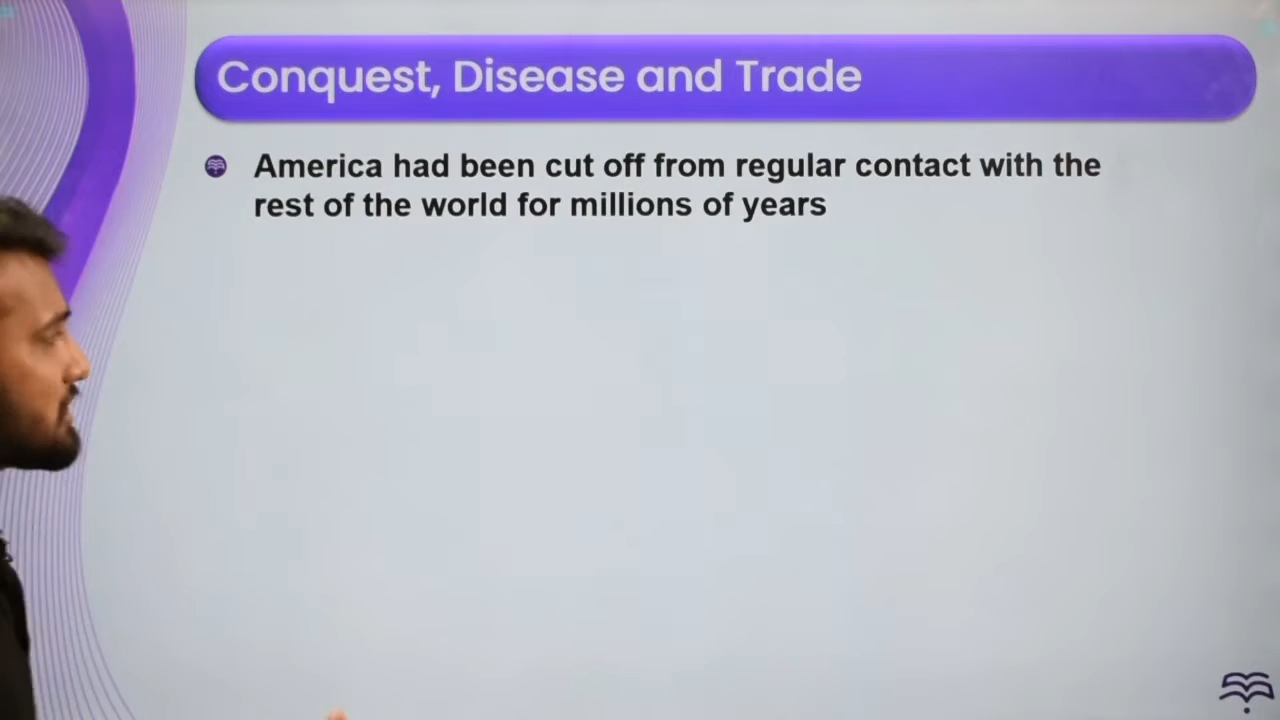 Conquest, Disease and Trade
America had been cut off from regular contact with the
rest of the world for millions of years